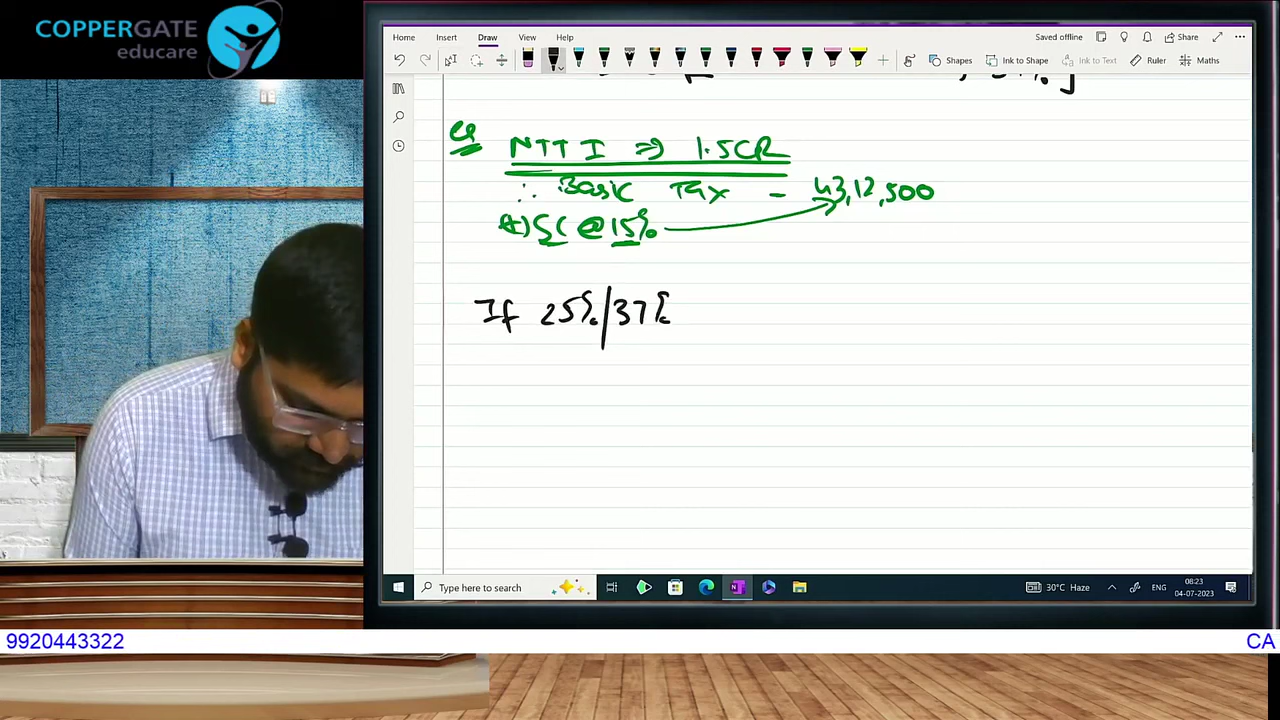 COPPERGATE
educare
Home Insert Draw View Help
Saved offline
Share
Shapes
Ink to Shape
Ink to Text
Ruler
Maths
eg
NTTI ⇒ 1.5CR
∴ Basic Tax - 43,12,500
(+) SC @ 15%
If 25%/37%
Type here to search
30°C Haze
ENG
08:23
04-07-2023
9920443322
CA